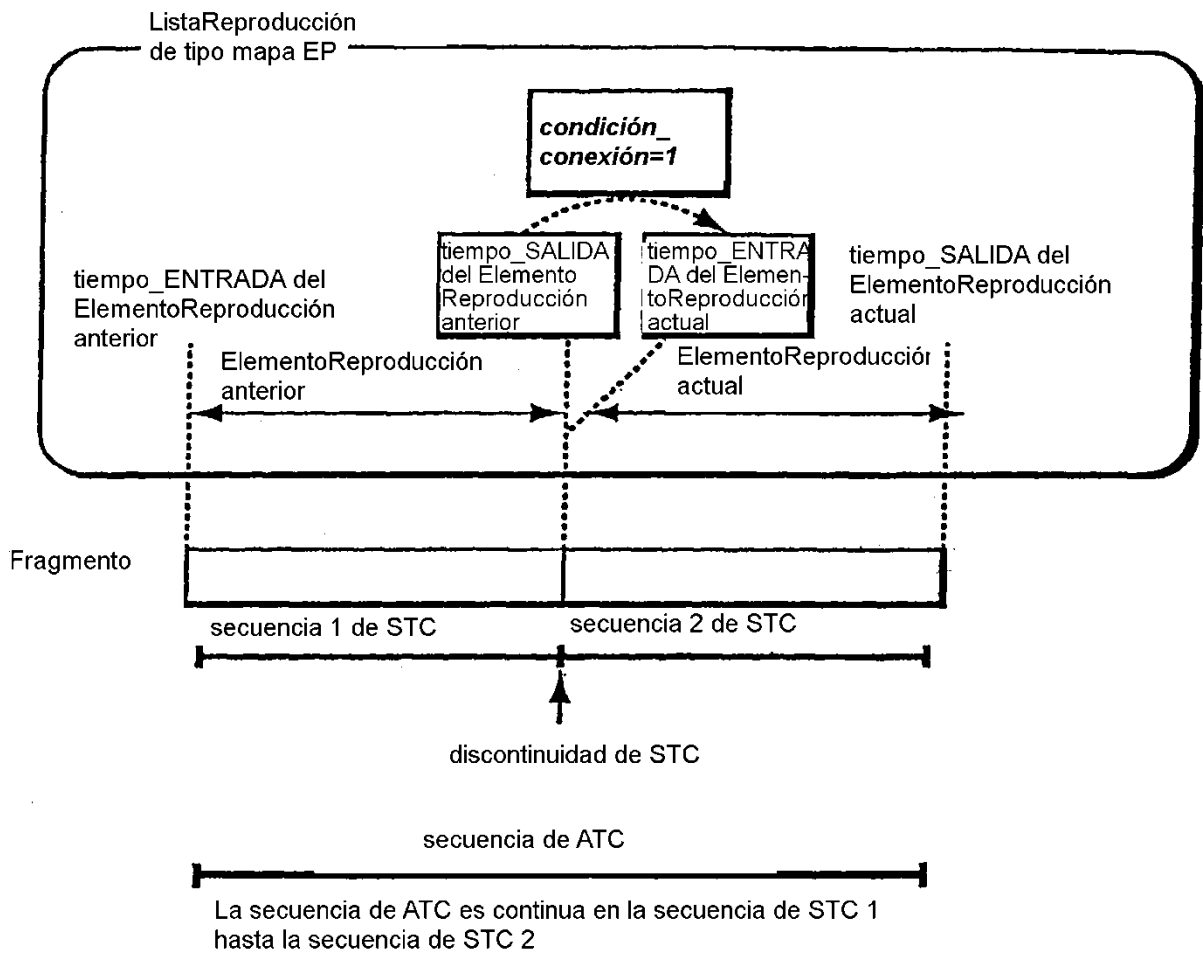 ListaReproducción
de tipo mapa EP
condición_
conexión=1
tiempo_SALIDA
del Elemento
Reproducción
anterior
tiempo_ENTRA
DA del Elemen-
toReproducción
actual
tiempo_ENTRADA del
ElementoReproducción
anterior
tiempo_SALIDA del
ElementoReproducción
actual
ElementoReproducción
anterior
ElementoReproducción
actual
Fragmento
secuencia 1 de STC
secuencia 2 de STC
discontinuidad de STC
secuencia de ATC
La secuencia de ATC es continua en la secuencia de STC 1
hasta la secuencia de STC 2